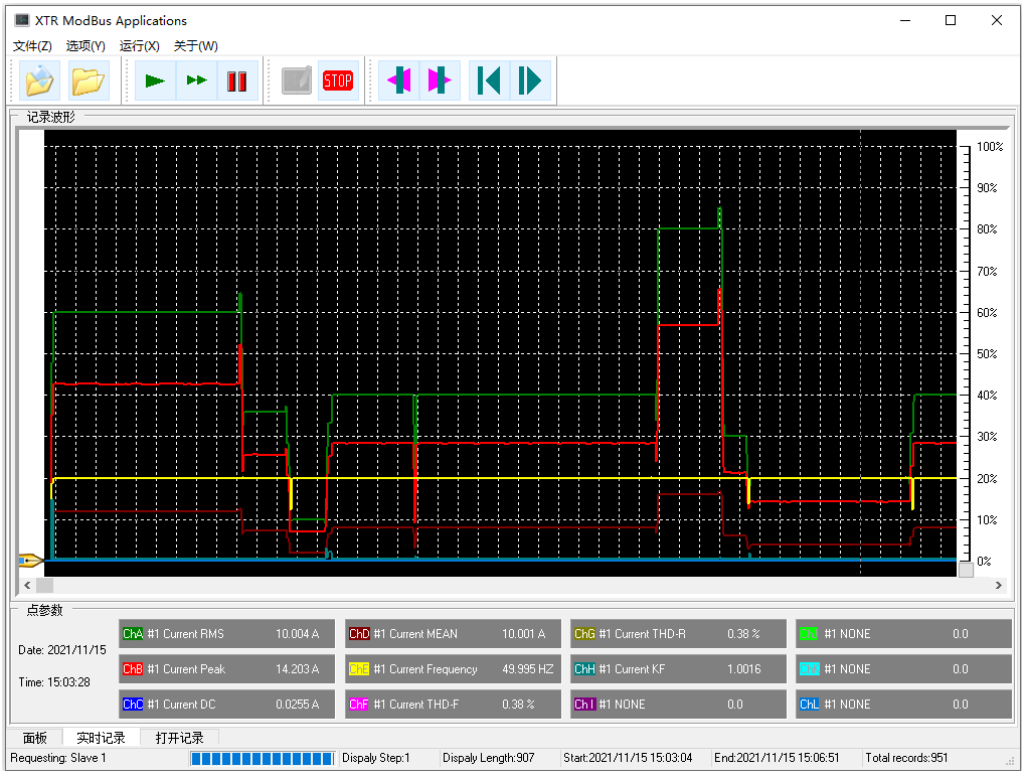 XTR ModBus Applications
文件(Z) 选项(Y) 运行(X) 关于(W)
STOP
记录波形
100%
90%
80%
70%
60%
50%
40%
30%
20%
10%
0%
点参数
Date: 2021/11/15
Time: 15:03:28
ChA #1 Current RMS 10.004 A
ChD #1 Current MEAN 10.001 A
ChG #1 Current THD-R 0.38 %
#1 NONE 0.0
ChB #1 Current Peak 14.203 A
ChE #1 Current Frequency 49.995 HZ
ChH #1 Current KF 1.0016
#1 NONE 0.0
ChC #1 Current DC 0.0255 A
ChF #1 Current THD-F 0.38 %
ChI #1 NONE 0.0
ChL #1 NONE 0.0
面板 实时记录 打开记录
Requesting: Slave 1 Dispaly Step:1 Dispaly Length:907 Start:2021/11/15 15:03:04 End:2021/11/15 15:06:51 Total records:951